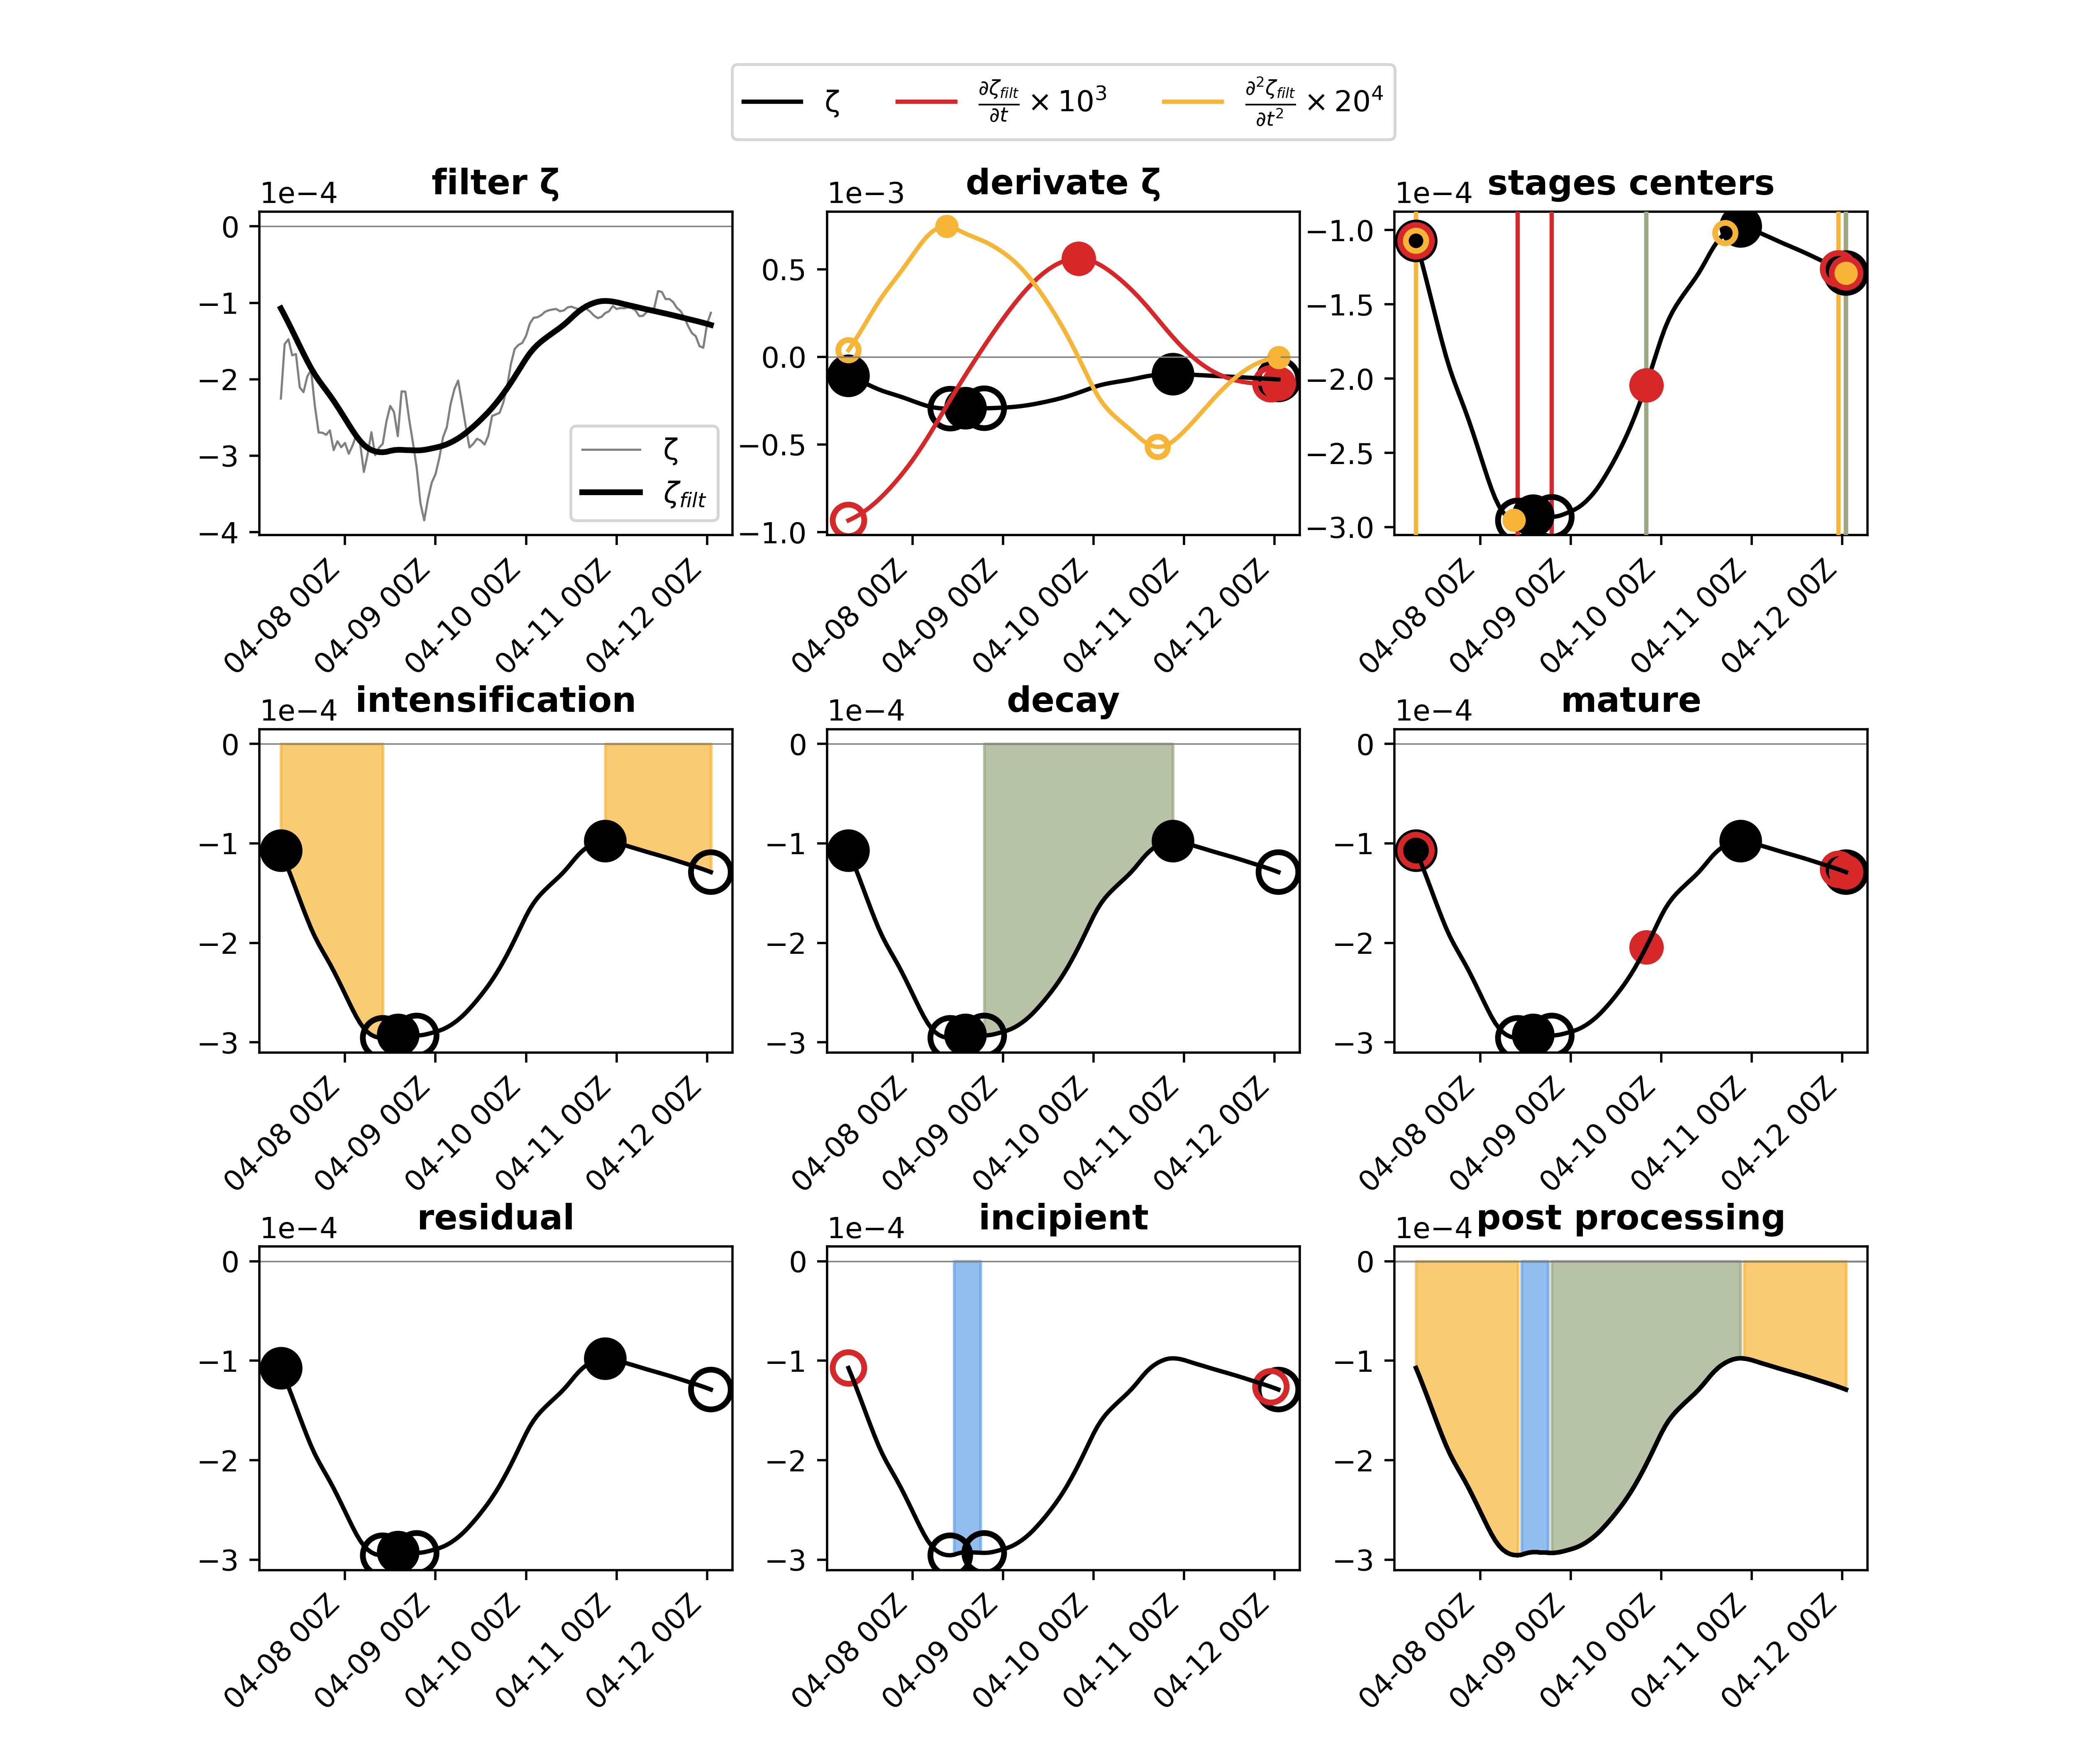 ζ ∂ζ_filt/∂t × 10³ ∂²ζ_filt/∂t² × 20⁴
filter ζ
1e−4
0
−1
−2
−3
−4
ζ
ζ_filt
04-08 00Z 04-09 00Z 04-10 00Z 04-11 00Z 04-12 00Z
derivate ζ
1e−3
0.5
0.0
−0.5
−1.0
04-08 00Z 04-09 00Z 04-10 00Z 04-11 00Z 04-12 00Z
stages centers
1e−4
−1.0
−1.5
−2.0
−2.5
−3.0
04-08 00Z 04-09 00Z 04-10 00Z 04-11 00Z 04-12 00Z
intensification
1e−4
0
−1
−2
−3
04-08 00Z 04-09 00Z 04-10 00Z 04-11 00Z 04-12 00Z
decay
1e−4
0
−1
−2
−3
04-08 00Z 04-09 00Z 04-10 00Z 04-11 00Z 04-12 00Z
mature
1e−4
0
−1
−2
−3
04-08 00Z 04-09 00Z 04-10 00Z 04-11 00Z 04-12 00Z
residual
1e−4
0
−1
−2
−3
04-08 00Z 04-09 00Z 04-10 00Z 04-11 00Z 04-12 00Z
incipient
1e−4
0
−1
−2
−3
04-08 00Z 04-09 00Z 04-10 00Z 04-11 00Z 04-12 00Z
post processing
1e−4
0
−1
−2
−3
04-08 00Z 04-09 00Z 04-10 00Z 04-11 00Z 04-12 00Z